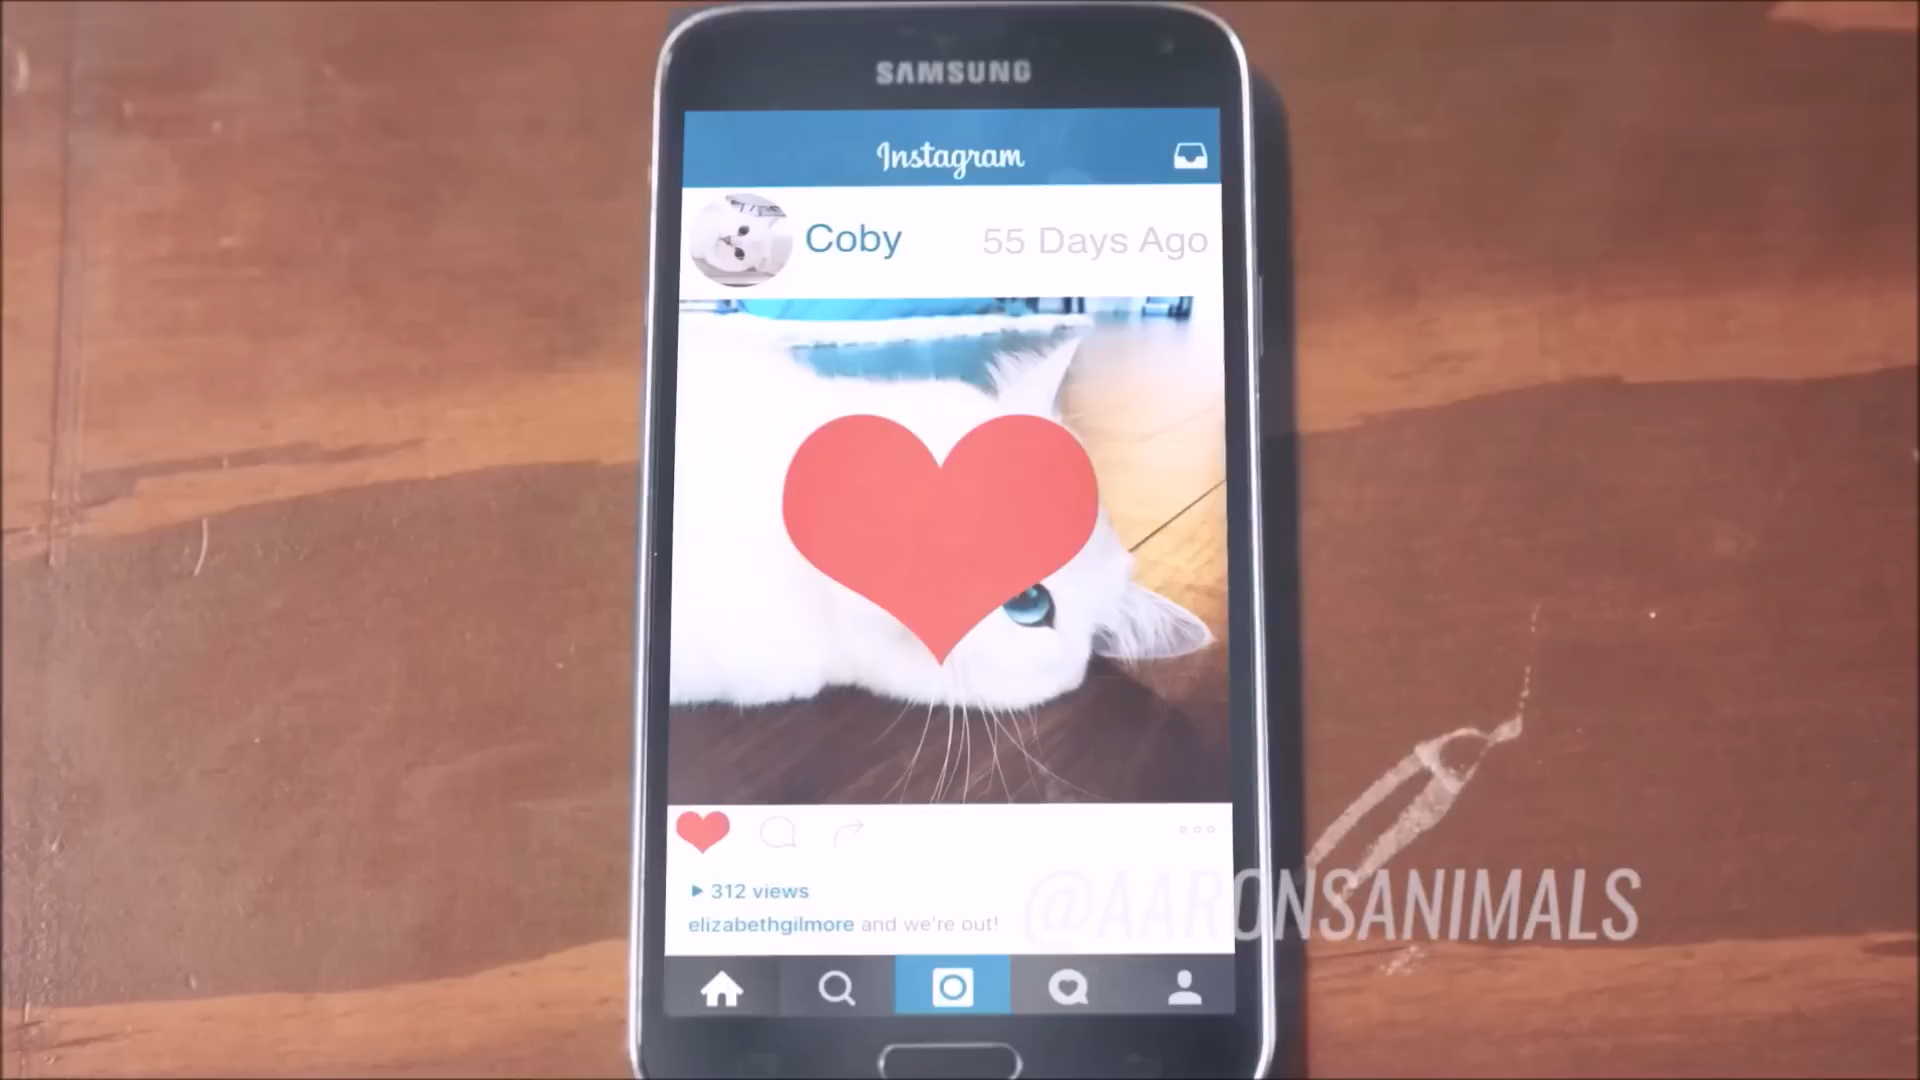 SAMSUNG
Instagram
Coby
55 Days Ago
312 views
elizabethgilmore and we're out!
@AARONSANIMALS